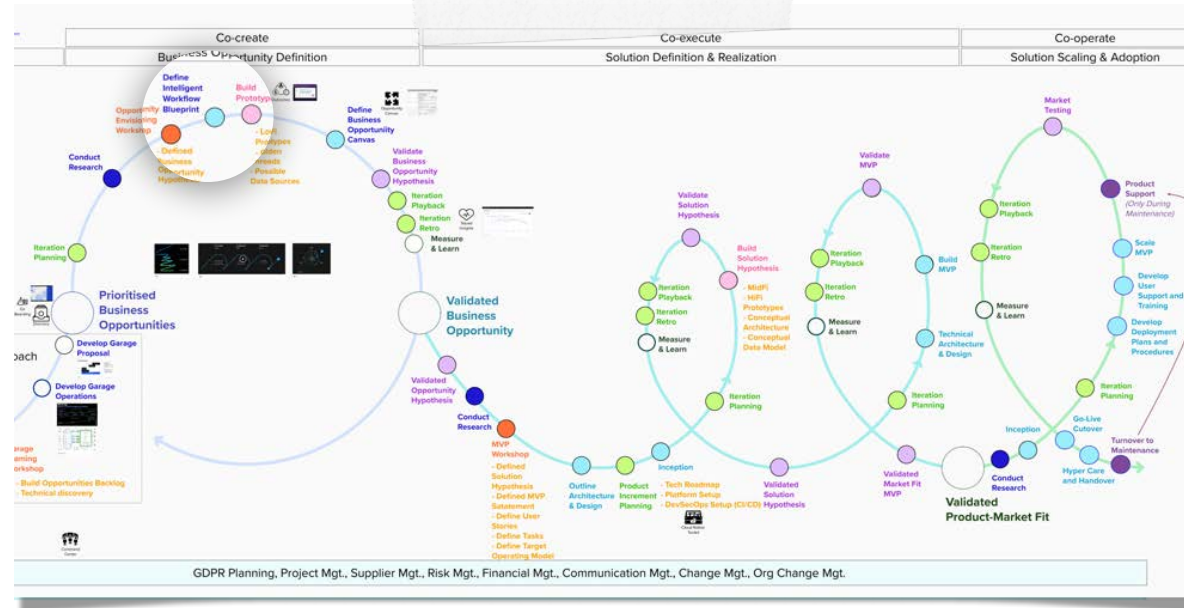 Co-create
Co-execute
Co-operate
Business Opportunity Definition
Solution Definition & Realization
Solution Scaling & Adoption
Define
Intelligent
Workflow
Blueprint
Build
Prototype
Opportunity
Envisioning
Workshop
- Defined
Business
Opportunity
- LoFi
- Possible
Data Sources
Conduct
Research
Iteration
Planning
Prioritised
Business
Opportunities
Develop Garage
Proposal
Develop Garage
Operations
- Build Opportunities Backlog
- Technical discovery
Define
Business
Opportunity
Canvas
Validate
Business
Opportunity
Hypothesis
Iteration
Playback
Iteration
Retro
Measure
& Learn
Validated
Business
Opportunity
Validated
Opportunity
Hypothesis
Conduct
Research
MVP
Workshop
- Defined
Solution
Hypothesis
- Defined MVP
Satatement
- Define User
Stories
- Define Tasks
- Define Target
Operating Model
Outline
Architecture
& Design
Product
Increment
Planning
Inception
- Tech Roadmap
- Platform Setup
- DevSecOps Setup (CI/CD)
Iteration
Planning
Build
Solution
Hypothesis
- MidFi
- HiFi
Prototypes
- Conceptual
Architecture
- Conceptual
Data Model
Validate
Solution
Hypothesis
Iteration
Playback
Iteration
Retro
Measure
& Learn
Validated
Solution
Hypothesis
Iteration
Planning
Technical
Architecture
& Design
Build
MVP
Validate
MVP
Iteration
Playback
Iteration
Retro
Measure
& Learn
Validated
Market Fit
MVP
Validated
Product-Market Fit
Conduct
Research
Inception
Iteration
Planning
Develop
Deployment
Plans and
Procedures
Develop
User
Support and
Training
Scale
MVP
Product
Support
(Only During
Maintenance)
Market
Testing
Iteration
Playback
Iteration
Retro
Measure
& Learn
Go-Live
Cutover
Hyper Care
and Handover
Turnover to
Maintenance
GDPR Planning, Project Mgt., Supplier Mgt., Risk Mgt., Financial Mgt., Communication Mgt., Change Mgt., Org Change Mgt.